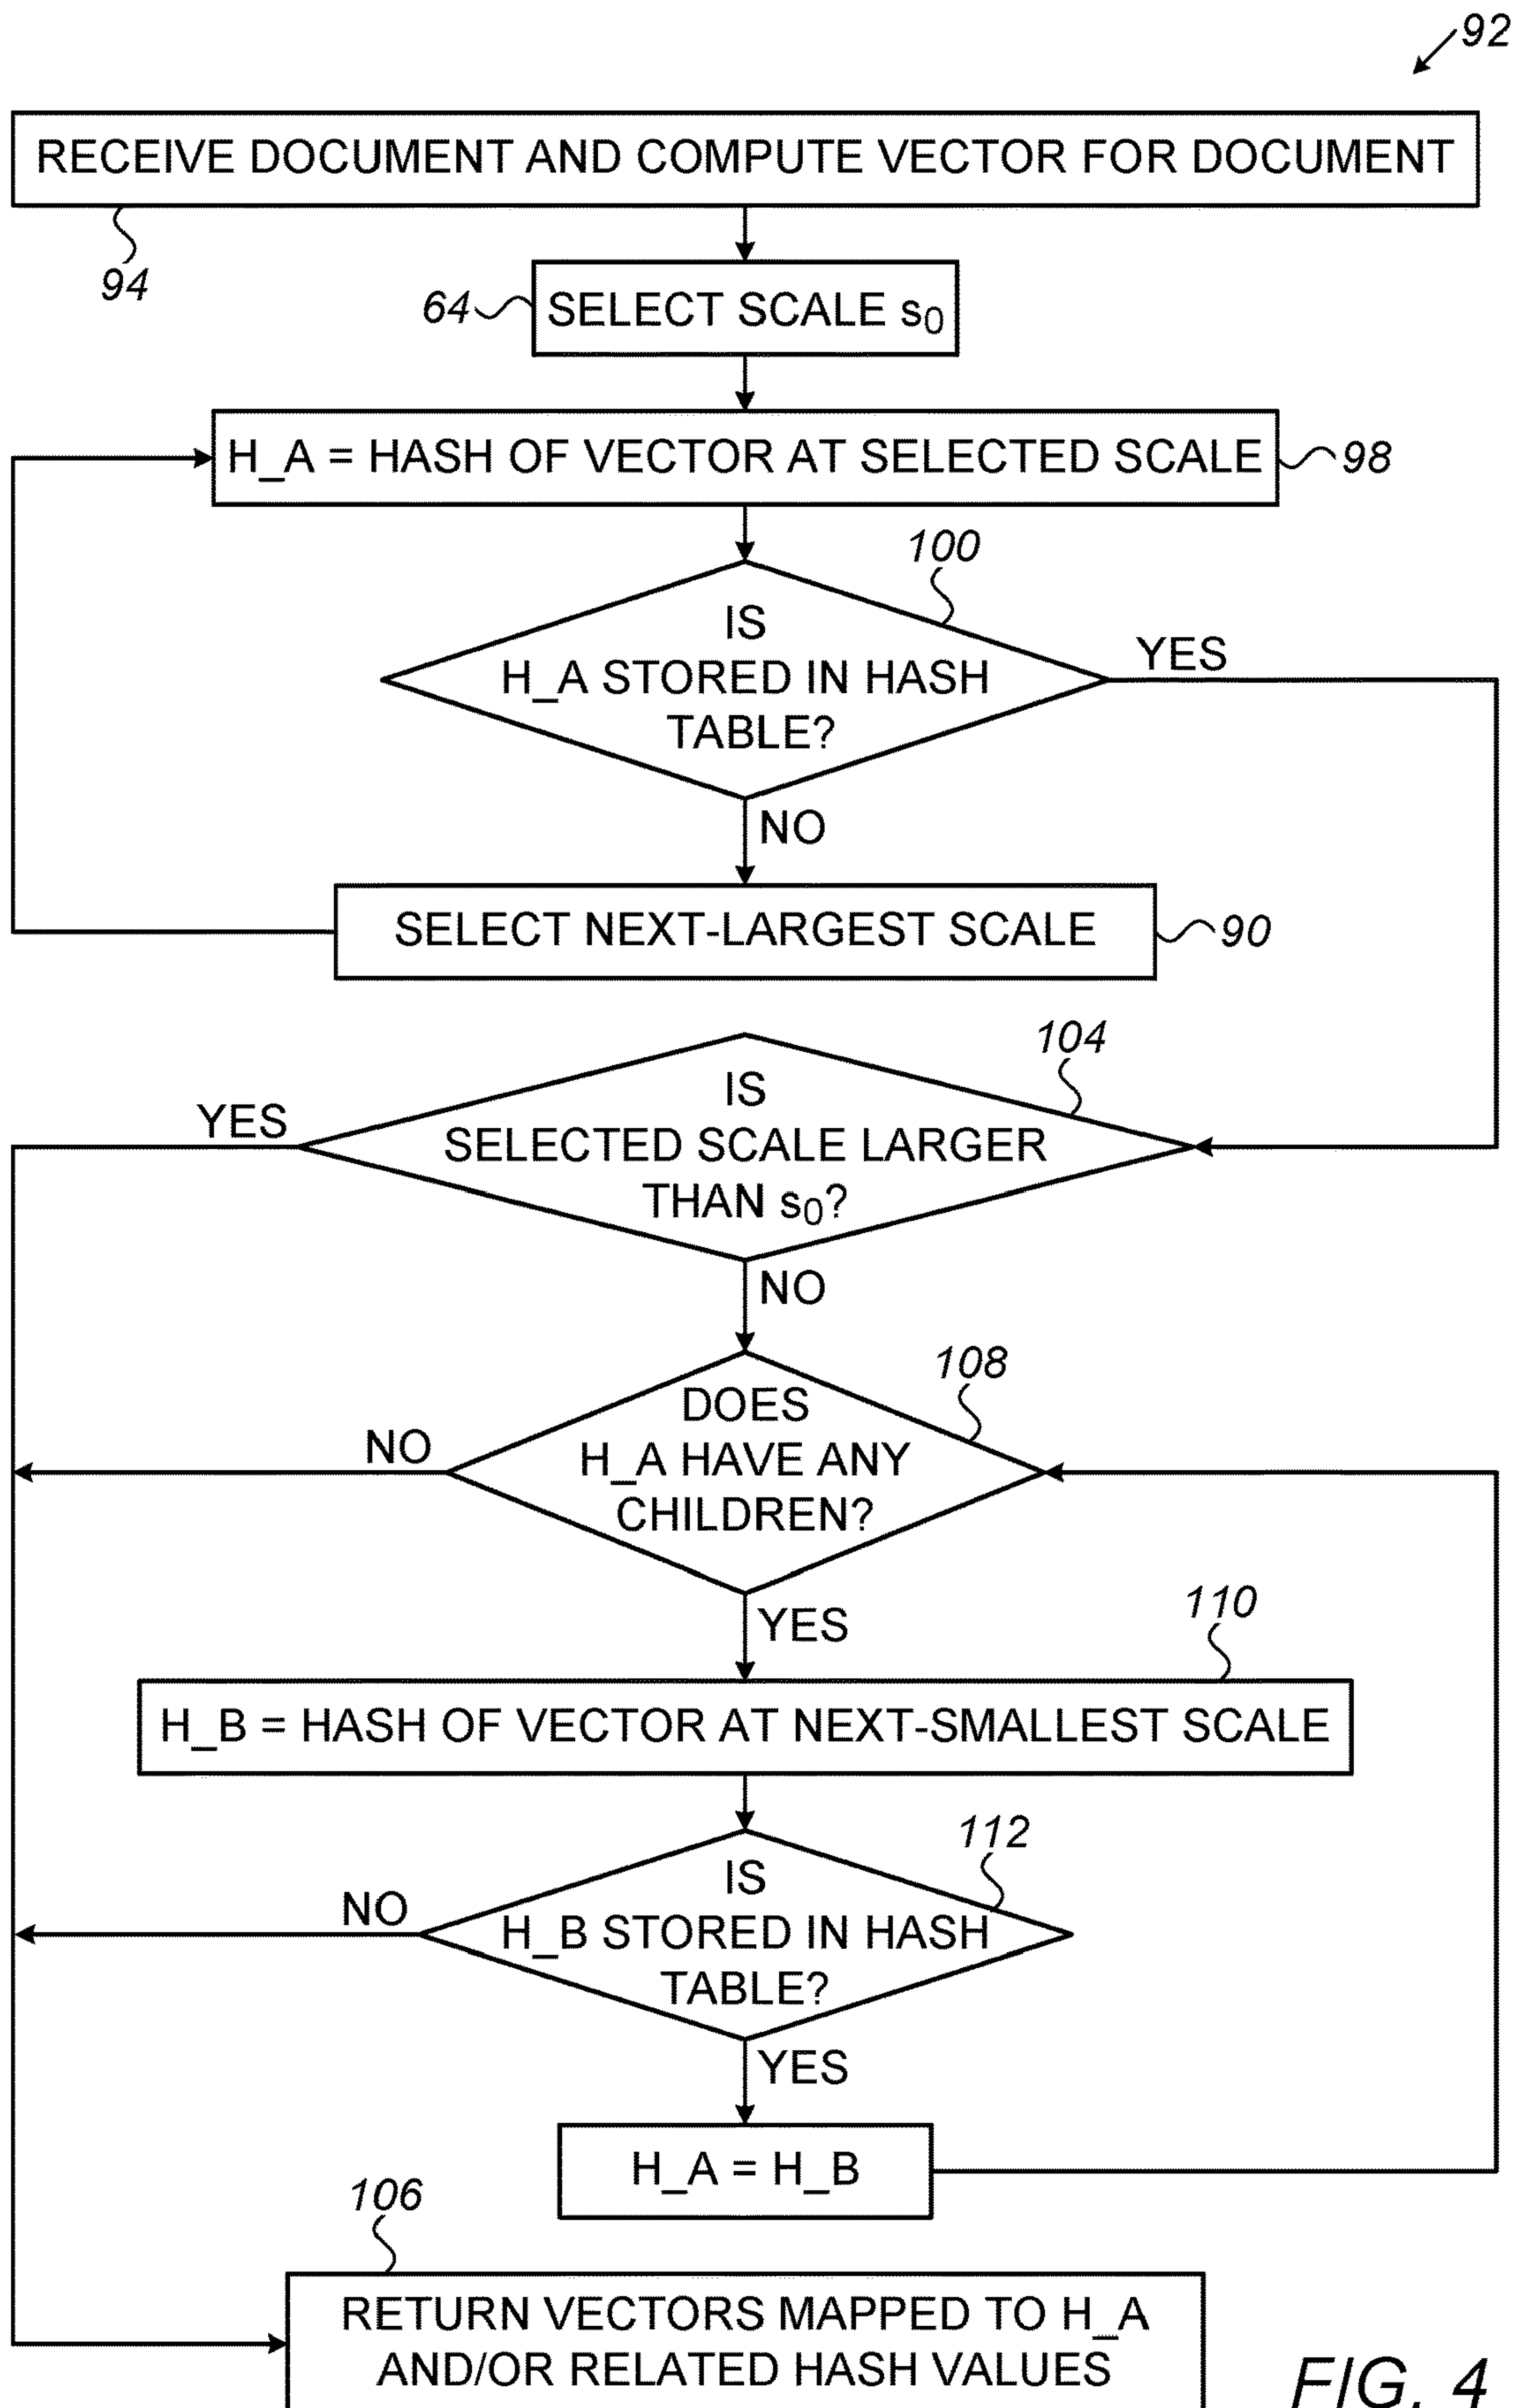 92
RECEIVE DOCUMENT AND COMPUTE VECTOR FOR DOCUMENT
94
64
SELECT SCALE s₀
H_A = HASH OF VECTOR AT SELECTED SCALE
98
100
IS
H_A STORED IN HASH
TABLE?
YES
NO
SELECT NEXT-LARGEST SCALE
90
104
IS
SELECTED SCALE LARGER
THAN s₀?
YES
NO
108
DOES
H_A HAVE ANY
CHILDREN?
NO
YES
110
H_B = HASH OF VECTOR AT NEXT-SMALLEST SCALE
112
IS
H_B STORED IN HASH
TABLE?
NO
YES
H_A = H_B
106
RETURN VECTORS MAPPED TO H_A
AND/OR RELATED HASH VALUES
FIG. 4